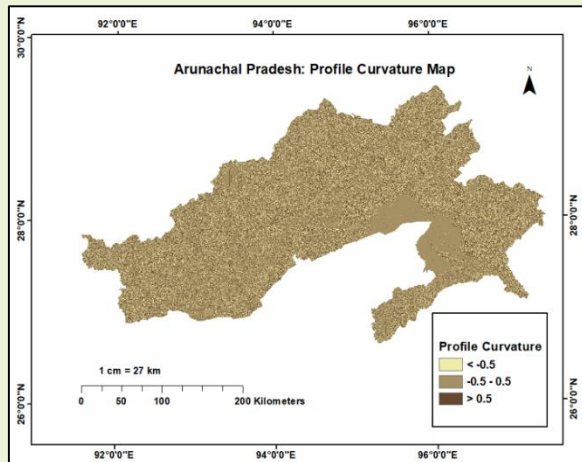 92°0'0"E 94°0'0"E 96°0'0"E
30°0'0"N
Arunachal Pradesh: Profile Curvature Map
N
28°0'0"N
28°0'0"N
Profile Curvature
< -0.5
-0.5 - 0.5
> 0.5
1 cm = 27 km
0 50 100 200 Kilometers
26°0'0"N
26°0'0"N
92°0'0"E 94°0'0"E 96°0'0"E